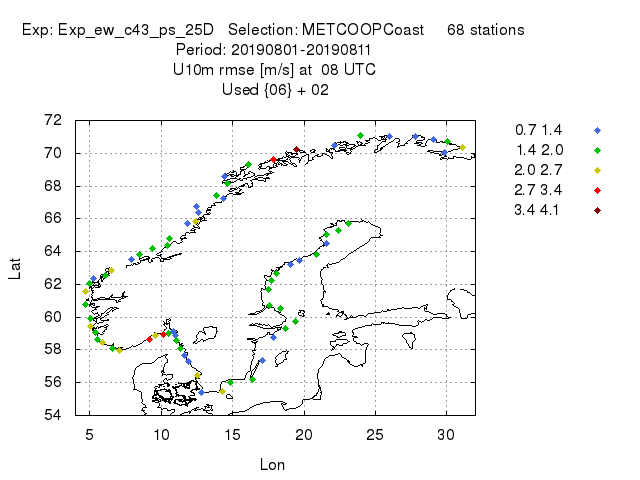 Exp: Exp_ew_c43_ps_25D Selection: METCOOPCoast 68 stations
Period: 20190801-20190811
U10m rmse [m/s] at 08 UTC
Used {06} + 02
72
70
68
66
64
62
60
58
56
54
5 10 15 20 25 30
Lat
Lon
0.7 1.4
1.4 2.0
2.0 2.7
2.7 3.4
3.4 4.1